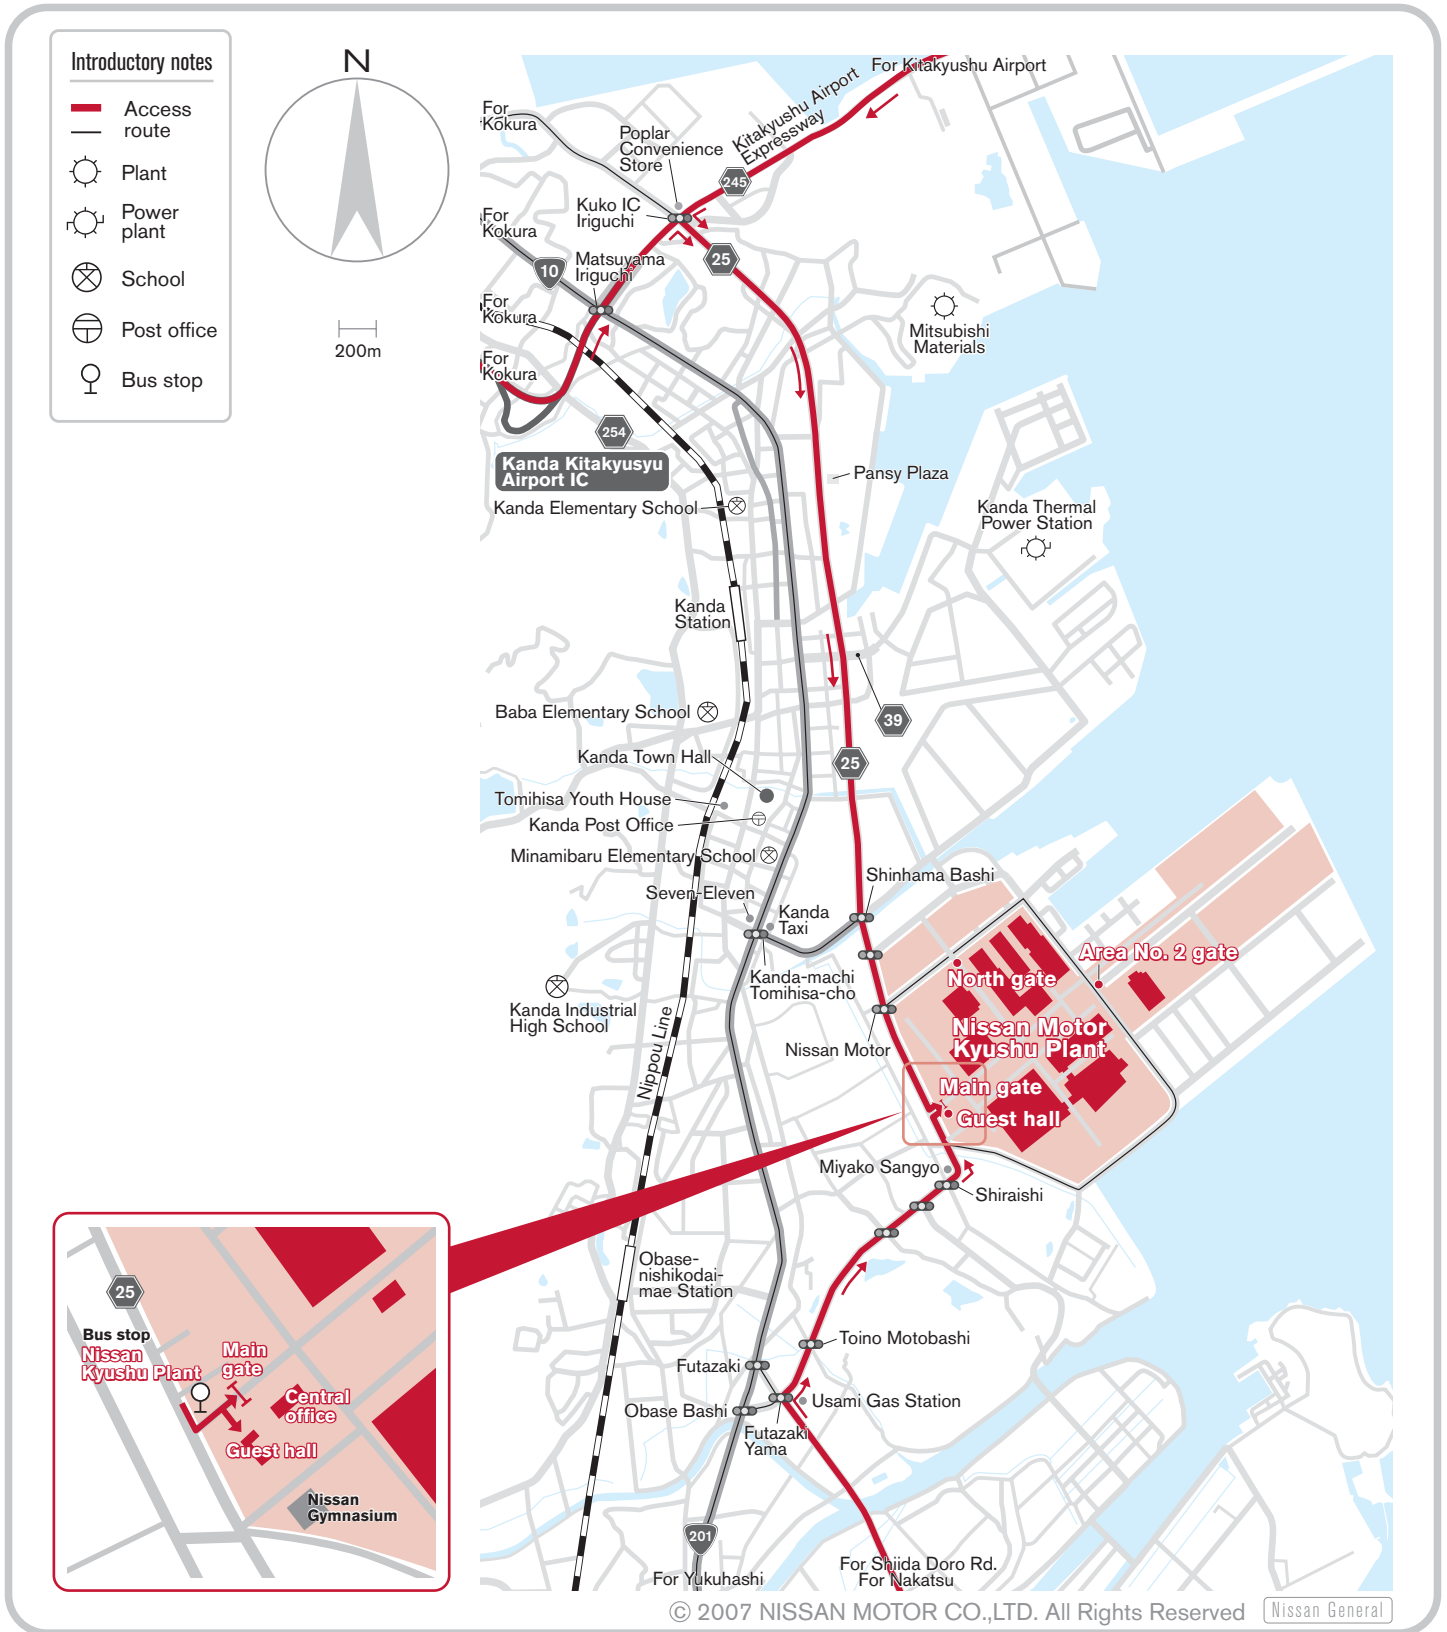 Introductory notes
Access
route
Plant
Power
plant
School
Post office
Bus stop
N
200m
For Kitakyushu Airport
Kitakyushu Airport
Expressway
For
Kokura
Poplar
Convenience
Store
245
Kuko IC
Iriguchi
For
Kokura
25
10
Matsuyama
Iriguchi
For
Kokura
Mitsubishi
Materials
For
Kokura
254
Kanda Kitakyusyu
Airport IC
Pansy Plaza
Kanda Elementary School
Kanda Thermal
Power Station
Kanda
Station
Baba Elementary School
39
Kanda Town Hall
25
Tomihisa Youth House
Kanda Post Office
Minamibaru Elementary School
Shinhama Bashi
Seven-Eleven
Kanda
Taxi
Area No. 2 gate
North gate
Kanda-machi
Tomihisa-cho
Kanda Industrial
High School
Nissan Motor
Kyushu Plant
Nissan Motor
Nippou Line
Main gate
Guest hall
Miyako Sangyo
Shiraishi
Obase-
nishikodai-
mae Station
Toino Motobashi
Futazaki
Usami Gas Station
Obase Bashi
Futazaki
Yama
201
For Yukuhashi
For Shiida Doro Rd.
For Nakatsu
25
Bus stop
Nissan
Kyushu Plant
Main
gate
Central
office
Guest hall
Nissan
Gymnasium
© 2007 NISSAN MOTOR CO.,LTD. All Rights Reserved
Nissan General